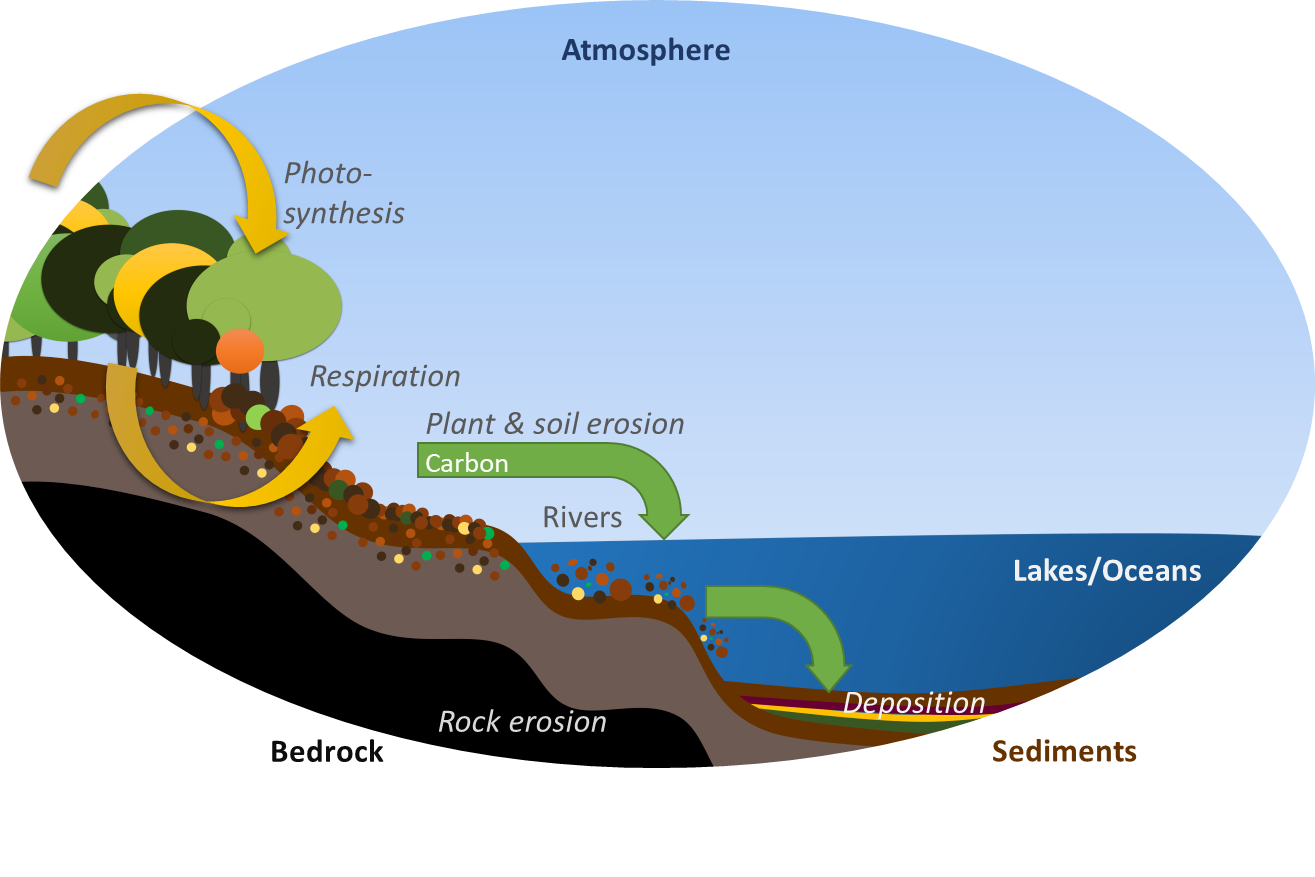 Atmosphere
Photo-
synthesis
Respiration
Plant & soil erosion
Carbon
Rivers
Lakes/Oceans
Deposition
Rock erosion
Bedrock
Sediments